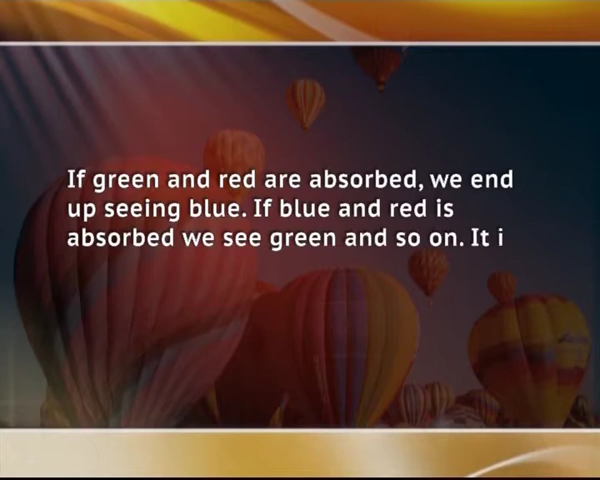 If green and red are absorbed, we end
up seeing blue. If blue and red is
absorbed we see green and so on. It i